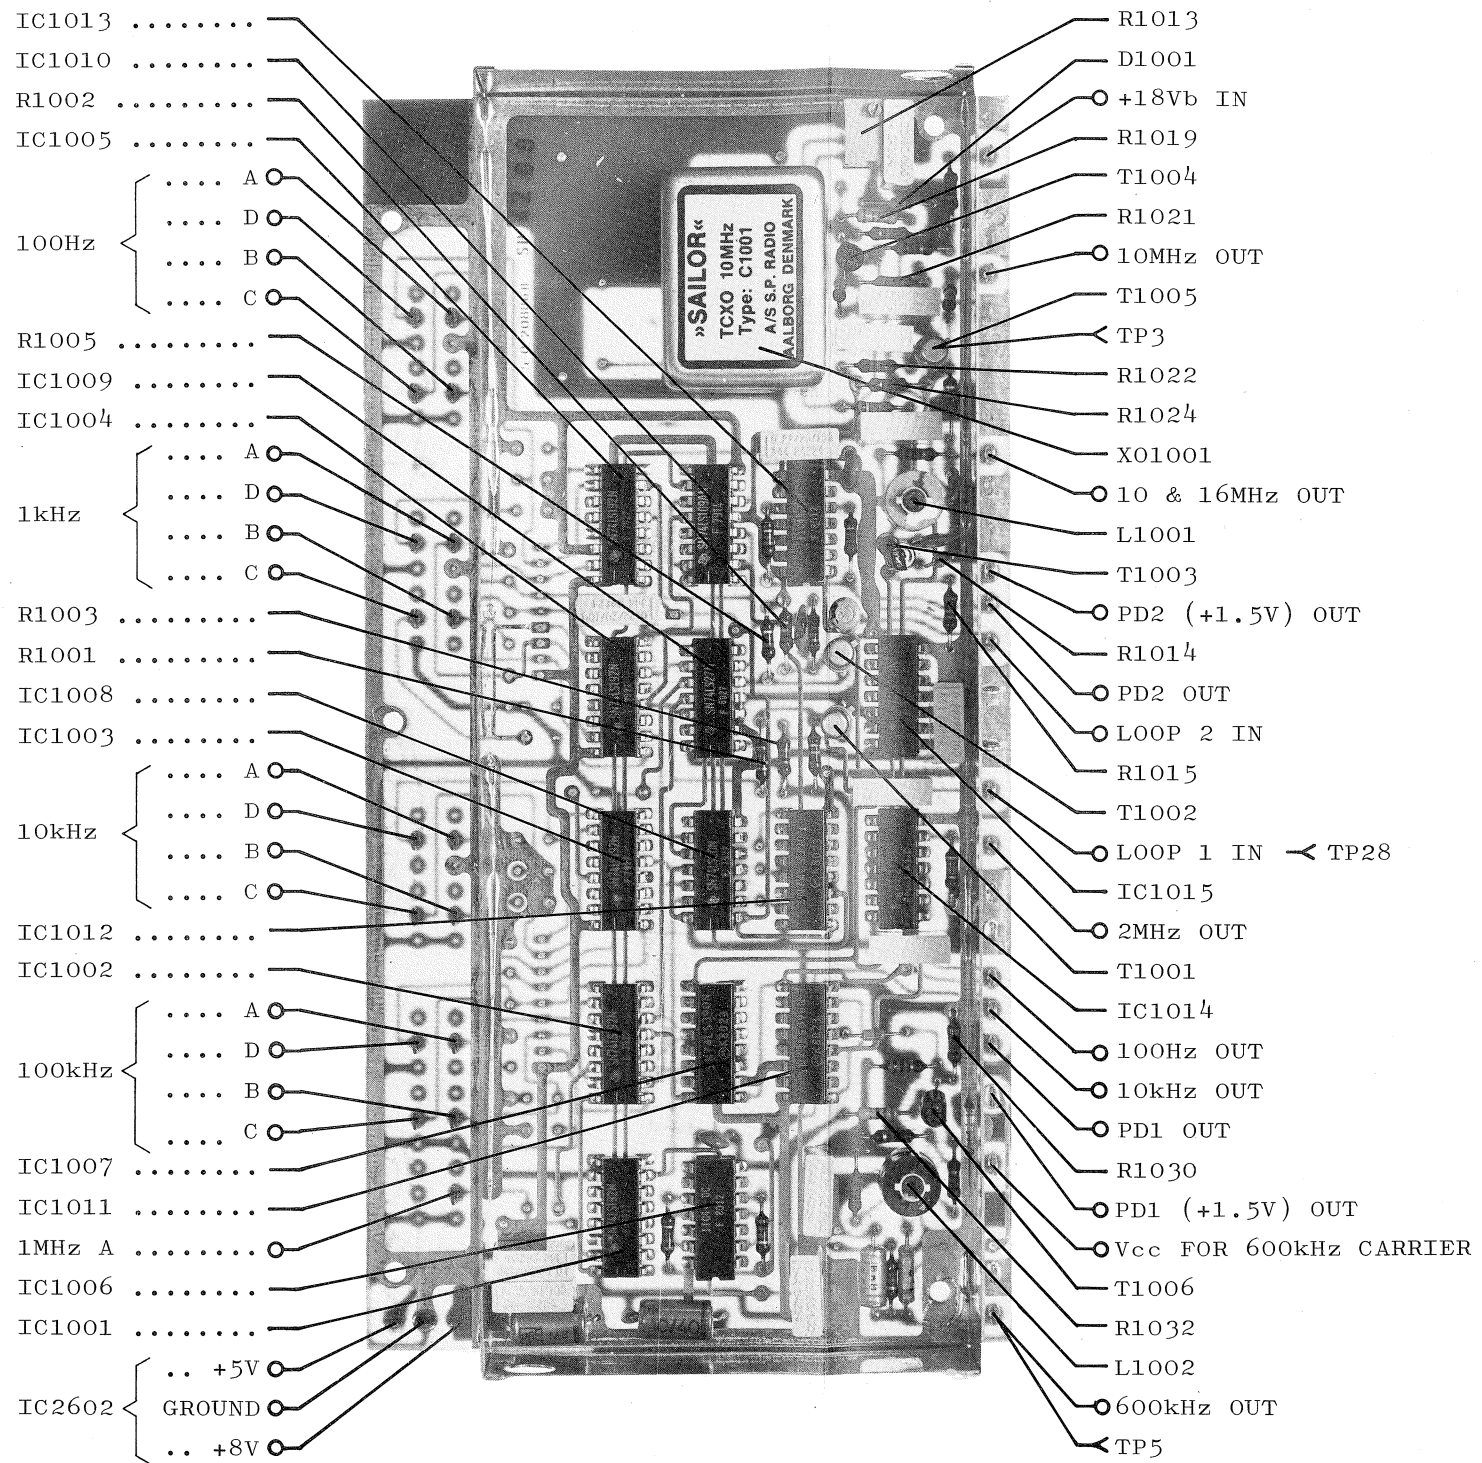 IC1013 ........
IC1010 ........
R1002 ........
IC1005 ........
100Hz
.... A
.... D
.... B
.... C
R1005 ........
IC1009 ........
IC1004 ........
1kHz
.... A
.... D
.... B
.... C
R1003 ........
R1001 ........
IC1008 ........
IC1003 ........
10kHz
.... A
.... D
.... B
.... C
IC1012 ........
IC1002 ........
100kHz
.... A
.... D
.... B
.... C
IC1007 ........
IC1011 ........
1MHz A ........
IC1006 ........
IC1001 ........
IC2602
.. +5V
GROUND
.. +8V
»SAILOR«
TCXO 10MHz
Type: C1001
A/S S.P. RADIO
AALBORG DENMARK
R1013
D1001
+18Vb IN
R1019
T1004
R1021
10MHz OUT
T1005
TP3
R1022
R1024
XO1001
10 & 16MHz OUT
L1001
T1003
PD2 (+1.5V) OUT
R1014
PD2 OUT
LOOP 2 IN
R1015
T1002
LOOP 1 IN TP28
IC1015
2MHz OUT
T1001
IC1014
100Hz OUT
10kHz OUT
PD1 OUT
R1030
PD1 (+1.5V) OUT
Vcc FOR 600kHz CARRIER
T1006
R1032
L1002
600kHz OUT
TP5